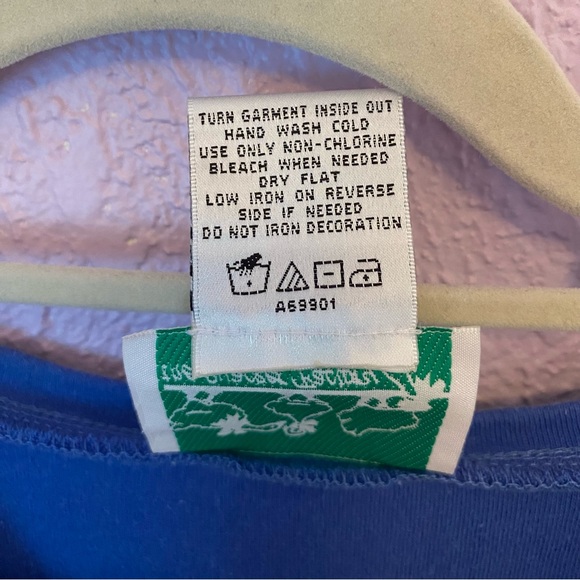 TURN GARMENT INSIDE OUT
HAND WASH COLD
USE ONLY NON-CHLORINE
BLEACH WHEN NEEDED
DRY FLAT
LOW IRON ON REVERSE
SIDE IF NEEDED
DO NOT IRON DECORATION
A69901